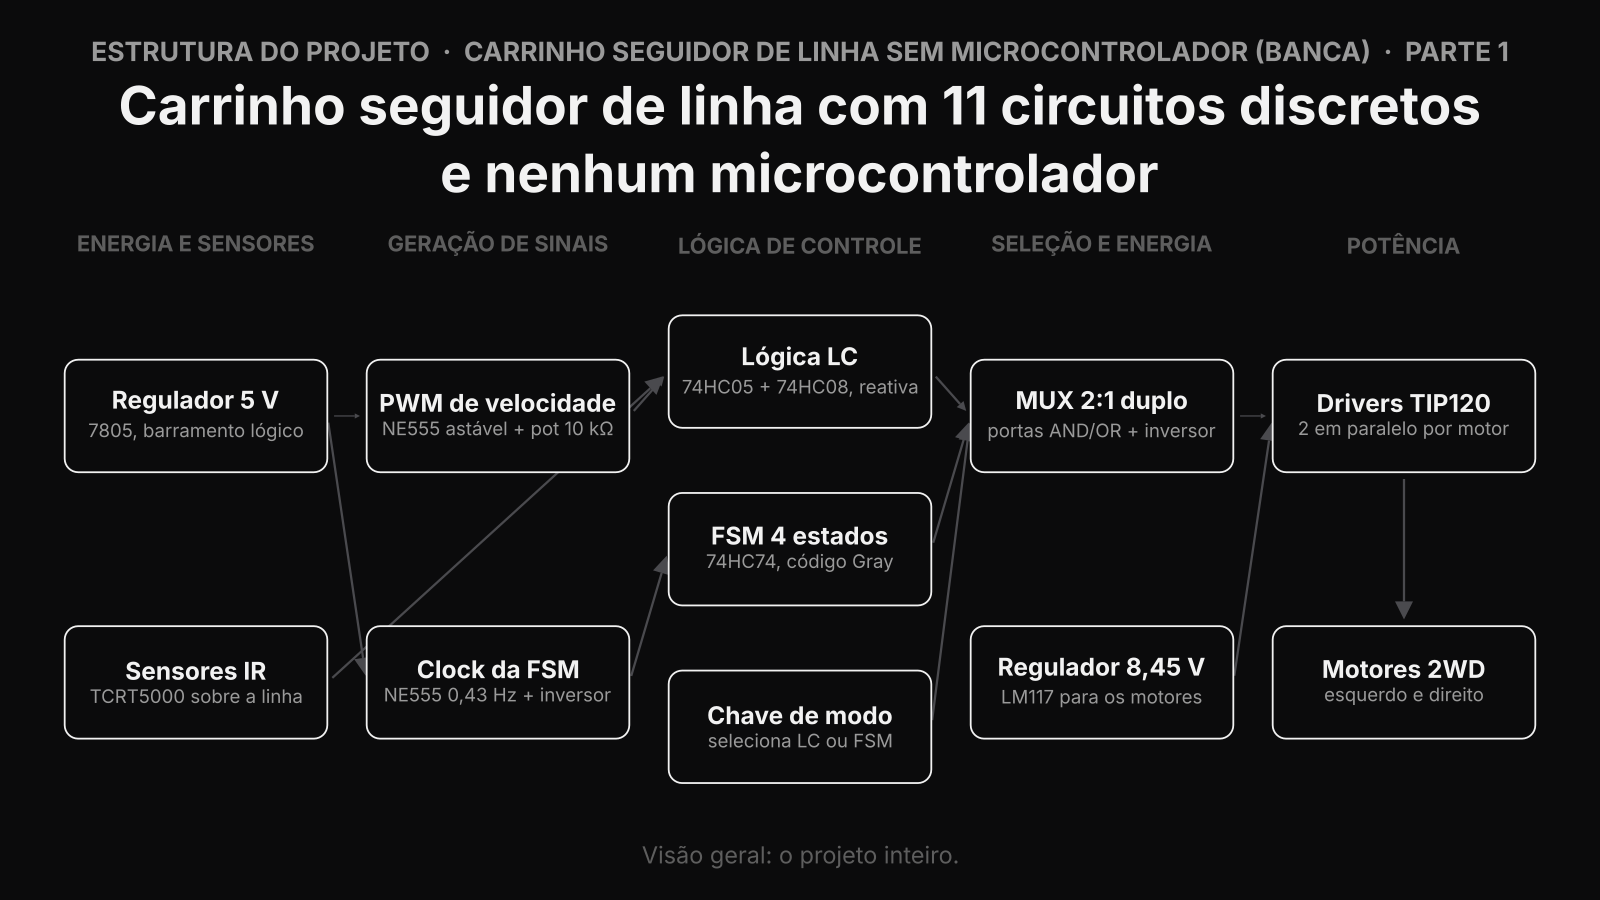 ESTRUTURA DO PROJETO · CARRINHO SEGUIDOR DE LINHA SEM MICROCONTROLADOR (BANCA) · PARTE 1
Carrinho seguidor de linha com 11 circuitos discretos
e nenhum microcontrolador
ENERGIA E SENSORES
GERAÇÃO DE SINAIS
LÓGICA DE CONTROLE
SELEÇÃO E ENERGIA
POTÊNCIA
Regulador 5 V
7805, barramento lógico
Sensores IR
TCRT5000 sobre a linha
PWM de velocidade
NE555 astável + pot 10 kΩ
Clock da FSM
NE555 0,43 Hz + inversor
Lógica LC
74HC05 + 74HC08, reativa
FSM 4 estados
74HC74, código Gray
Chave de modo
seleciona LC ou FSM
MUX 2:1 duplo
portas AND/OR + inversor
Regulador 8,45 V
LM117 para os motores
Drivers TIP120
2 em paralelo por motor
Motores 2WD
esquerdo e direito
Visão geral: o projeto inteiro.